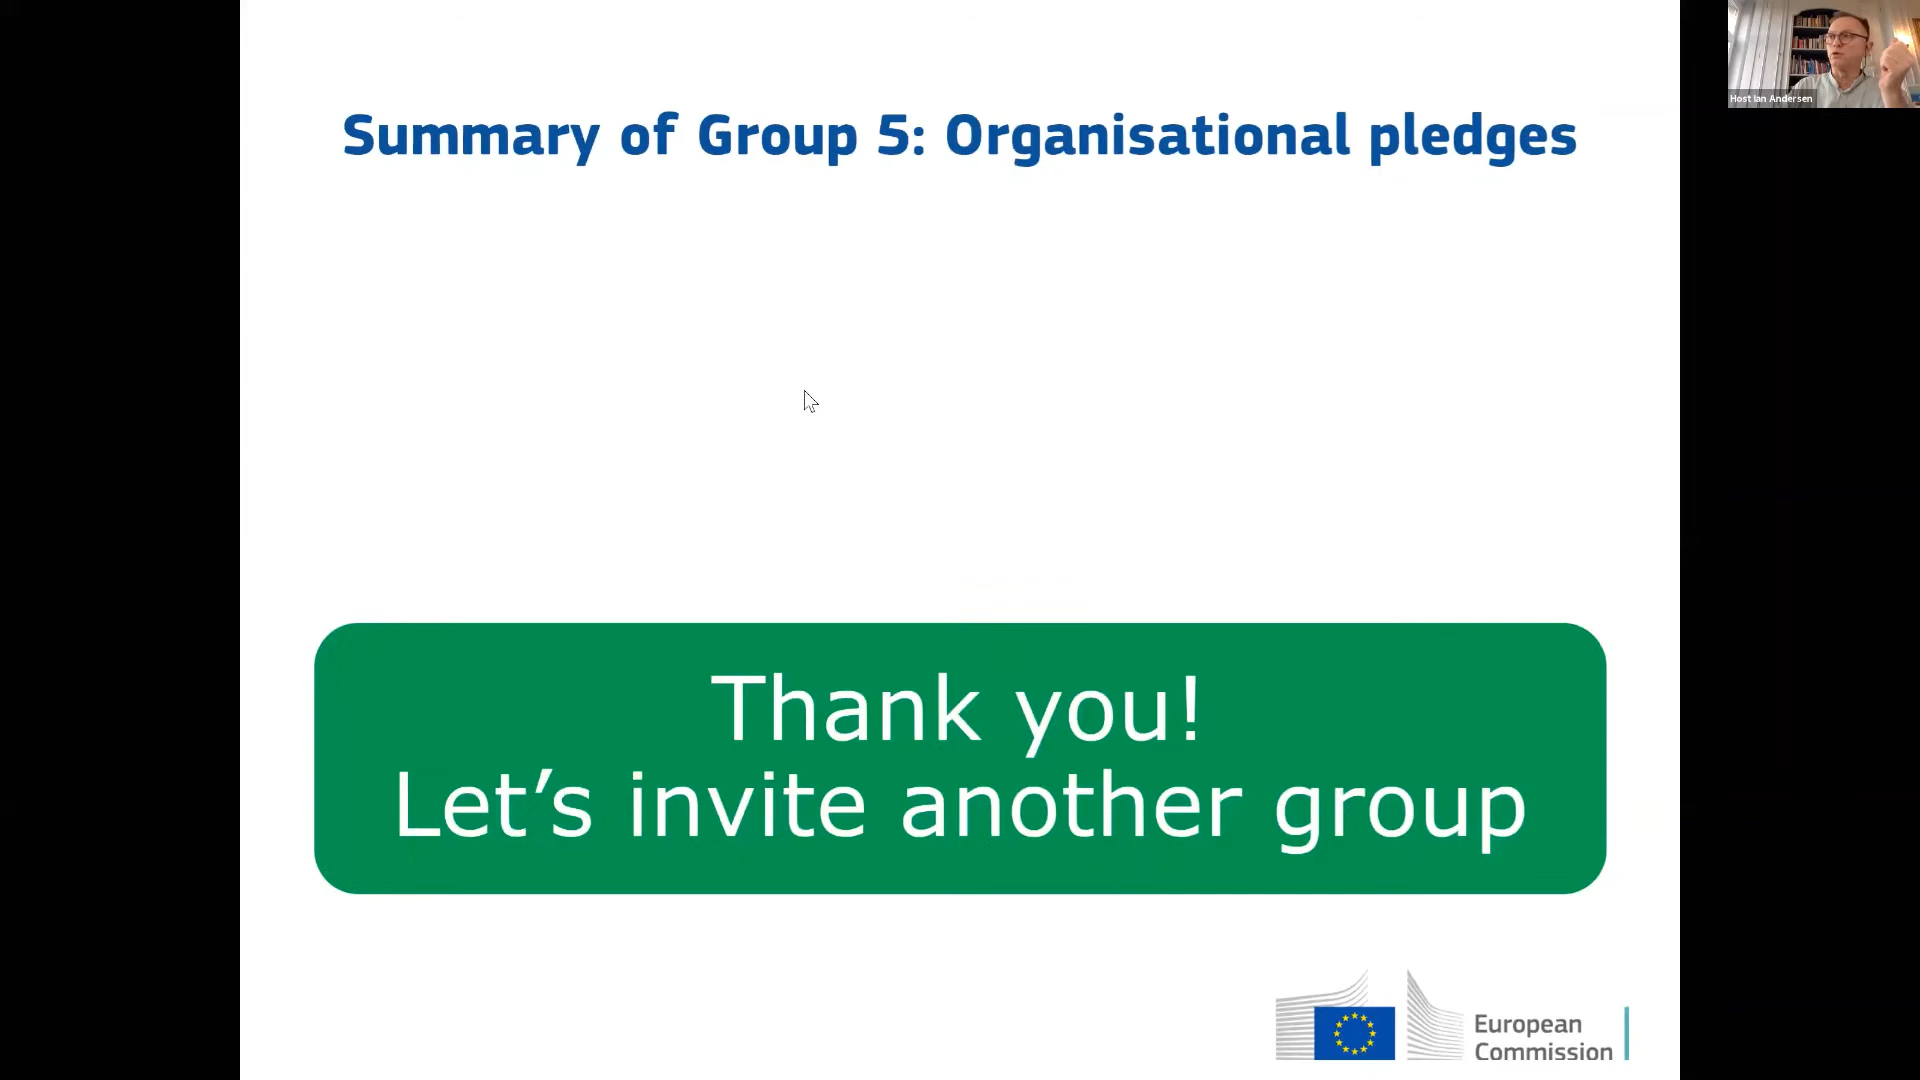 Host Ian Andersen
Summary of Group 5: Organisational pledges
Thank you!
Let’s invite another group
European
Commission